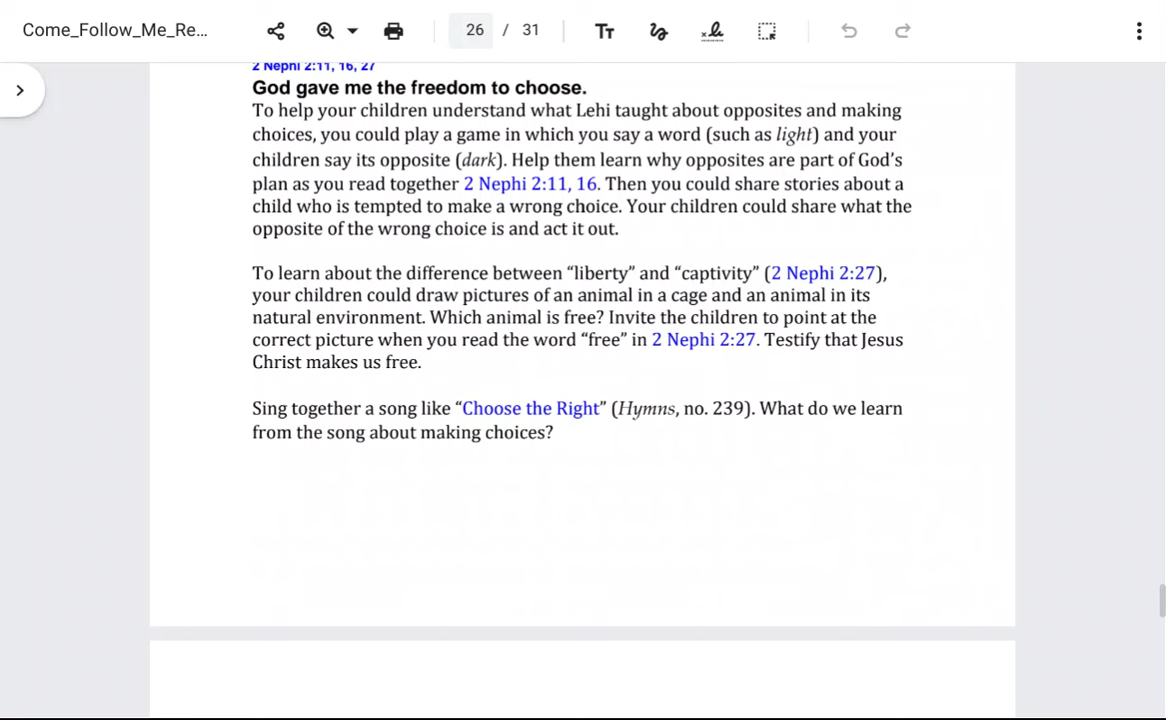 Come_Follow_Me_Re...
26 / 31
2 Nephi 2:11, 16, 27
God gave me the freedom to choose.
To help your children understand what Lehi taught about opposites and making
choices, you could play a game in which you say a word (such as light) and your
children say its opposite (dark). Help them learn why opposites are part of God’s
plan as you read together 2 Nephi 2:11, 16. Then you could share stories about a
child who is tempted to make a wrong choice. Your children could share what the
opposite of the wrong choice is and act it out.
To learn about the difference between “liberty” and “captivity” (2 Nephi 2:27),
your children could draw pictures of an animal in a cage and an animal in its
natural environment. Which animal is free? Invite the children to point at the
correct picture when you read the word “free” in 2 Nephi 2:27. Testify that Jesus
Christ makes us free.
Sing together a song like “Choose the Right” (Hymns, no. 239). What do we learn
from the song about making choices?